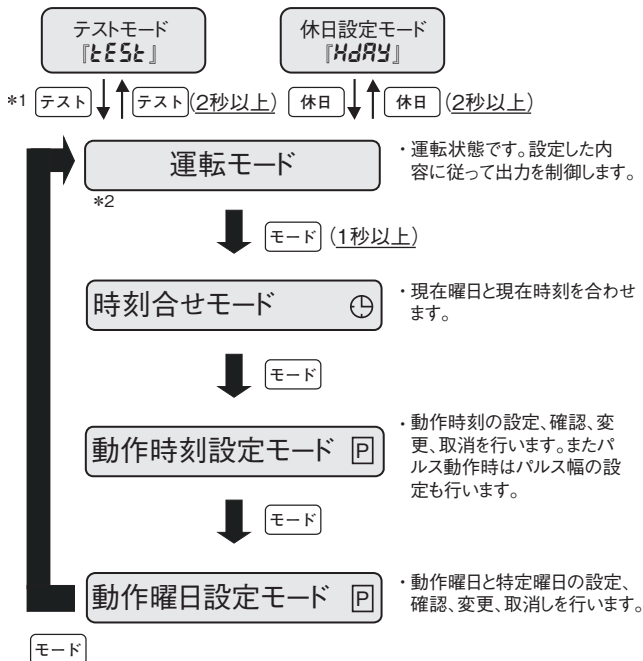 テストモード
『tESt』
休日設定モード
『HdAY』
*1 テスト テスト (2秒以上) 休日 休日 (2秒以上)
運転モード
・運転状態です。設定した内
容に従って出力を制御します。
*2
モード (1秒以上)
時刻合せモード
・現在曜日と現在時刻を合わせ
ます。
モード
動作時刻設定モード P
・動作時刻の設定、確認、変
更、取消を行います。またパ
ルス動作時はパルス幅の設
定も行います。
モード
動作曜日設定モード P
・動作曜日と特定曜日の設定、
確認、変更、取消しを行います。
モード